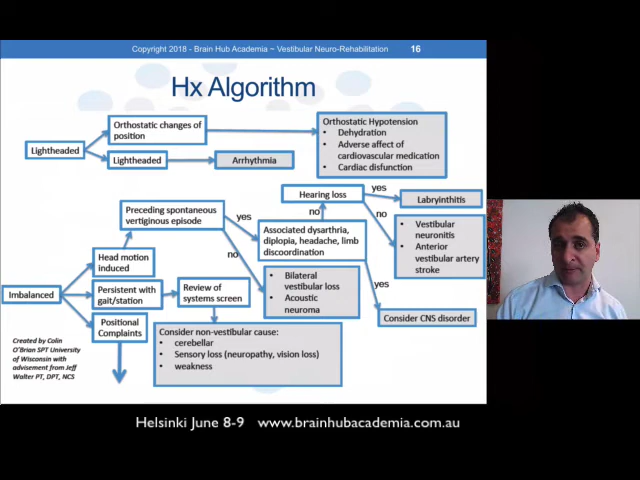 Copyright 2018 - Brain Hub Academia ~ Vestibular Neuro-Rehabilitation 16
Hx Algorithm
Lightheaded
Orthostatic changes of
position
Lightheaded
Arrhythmia
Orthostatic Hypotension
• Dehydration
• Adverse affect of
cardiovascular medication
• Cardiac disfunction
Imbalanced
Head motion
induced
Persistent with
gait/station
Positional
Complaints
Preceding spontaneous
vertiginous episode
yes
no
Review of
systems screen
Associated dysarthria,
diplopia, headache, limb
discoordination
no
yes
Hearing loss
yes
no
Labryinthitis
• Vestibular
neuronitis
• Anterior
vestibular artery
stroke
• Bilateral
vestibular loss
• Acoustic
neuroma
Consider CNS disorder
Consider non-vestibular cause:
• cerebellar
• Sensory loss (neuropathy, vision loss)
• weakness
Created by Colin
O'Brian SPT University
of Wisconsin with
advisement from Jeff
Walter PT, DPT, NCS
Helsinki June 8-9 www.brainhubacademia.com.au